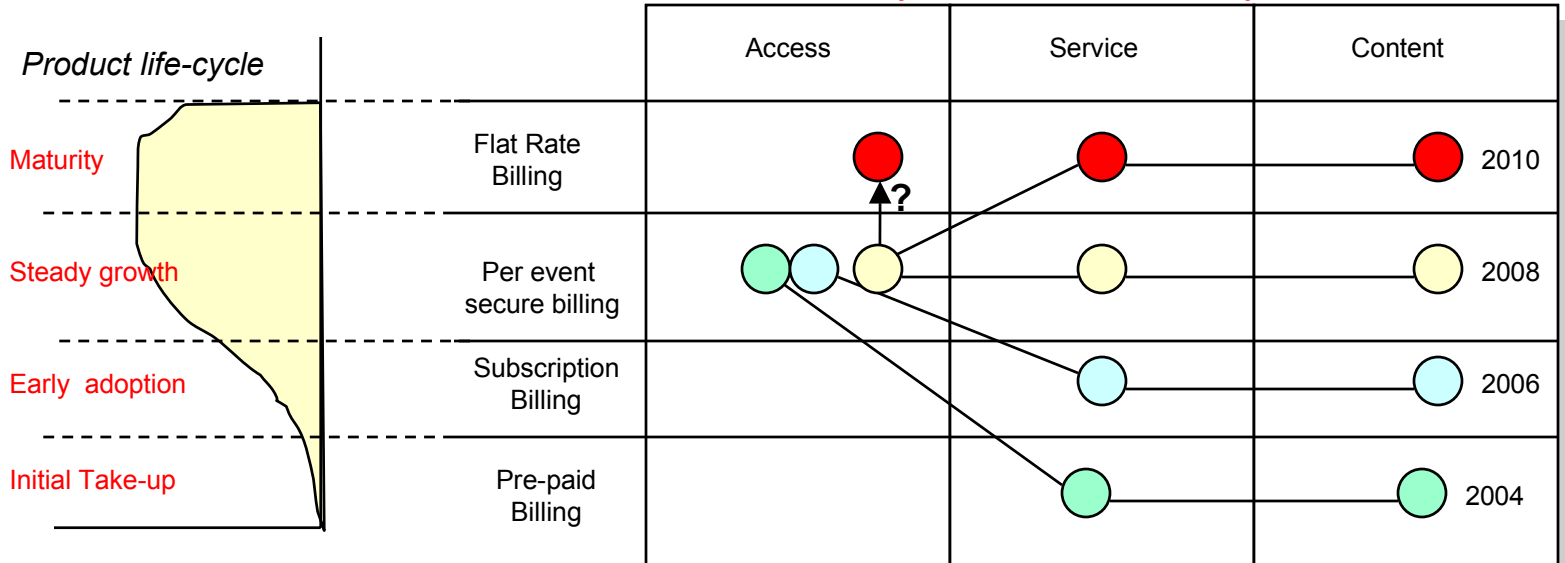 Access
Service
Content
Product life-cycle
Maturity
Flat Rate
Billing
2010
?
Steady growth
Per event
secure billing
2008
Early  adoption
Subscription
Billing
2006
Initial Take-up
Pre-paid
Billing
2004